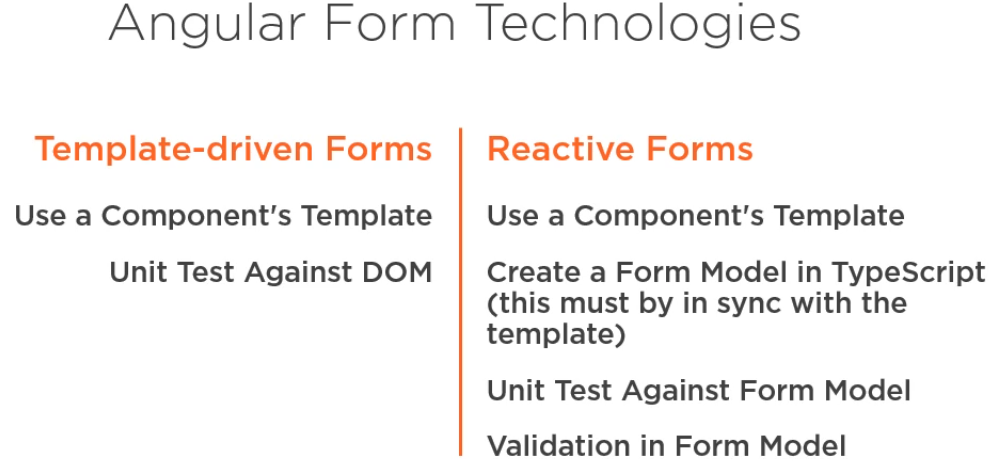 Angular Form Technologies
Template-driven Forms
Use a Component's Template
Unit Test Against DOM
Reactive Forms
Use a Component's Template
Create a Form Model in TypeScript
(this must by in sync with the
template)
Unit Test Against Form Model
Validation in Form Model